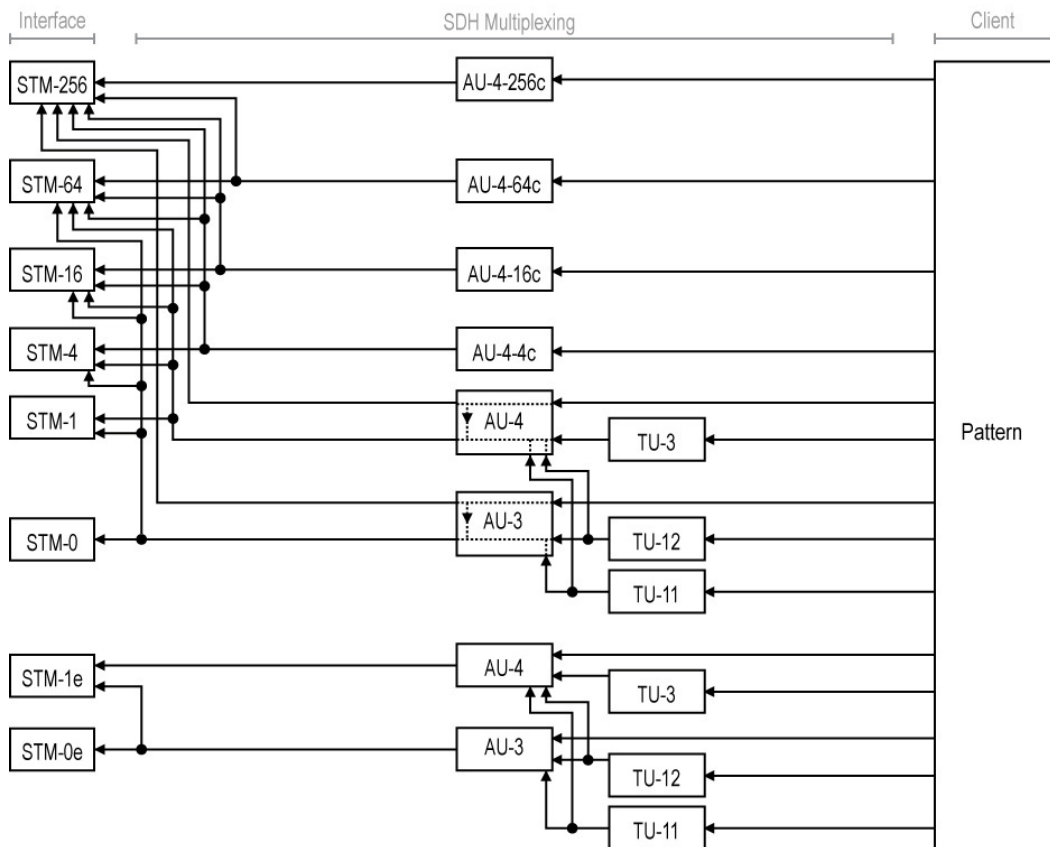 Interface SDH Multiplexing Client
STM-256 AU-4-256c
STM-64 AU-4-64c
STM-16 AU-4-16c
STM-4 AU-4-4c
STM-1 AU-4 TU-3 Pattern
STM-0 AU-3 TU-12
TU-11
STM-1e AU-4 TU-3
STM-0e AU-3 TU-12
TU-11